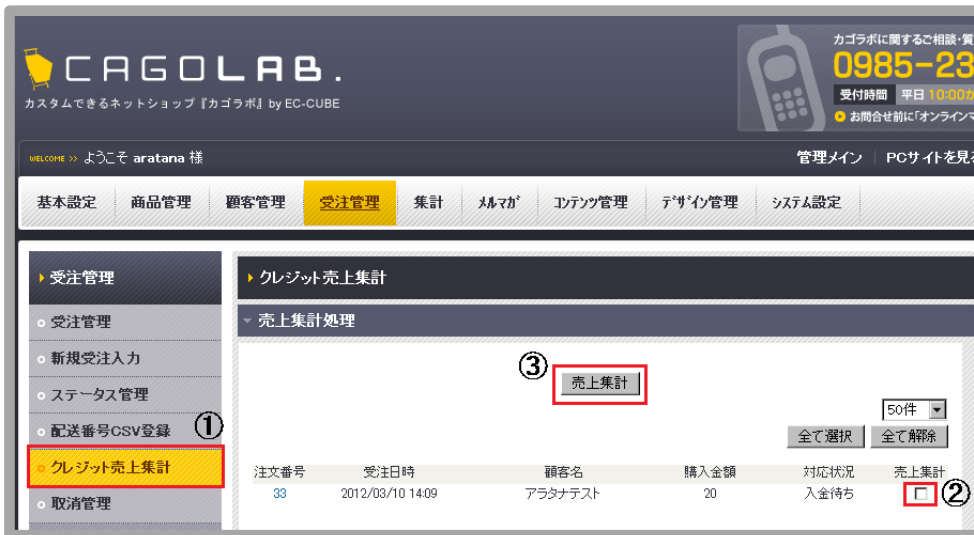 CAGOLAB.
カスタムできるネットショップ『カゴラボ』by EC-CUBE
カゴラボに関するご相談・質
0985-23
受付時間 平日 10:00か
お問合せ前に「オンラインマ
WELCOME >> ようこそ aratana 様
管理メイン PCサイトを見る
基本設定 商品管理 顧客管理 受注管理 集計 メルマガ コンテンツ管理 デザイン管理 システム設定
受注管理
受注管理
新規受注入力
ステータス管理
① 配送番号CSV登録
クレジット売上集計
取消管理
クレジット売上集計
売上集計処理
③ 売上集計
50件
全て選択 全て解除
注文番号 受注日時 顧客名 購入金額 対応状況 売上集計
33 2012/03/10 14:09 アラタナテスト 20 入金待ち ②